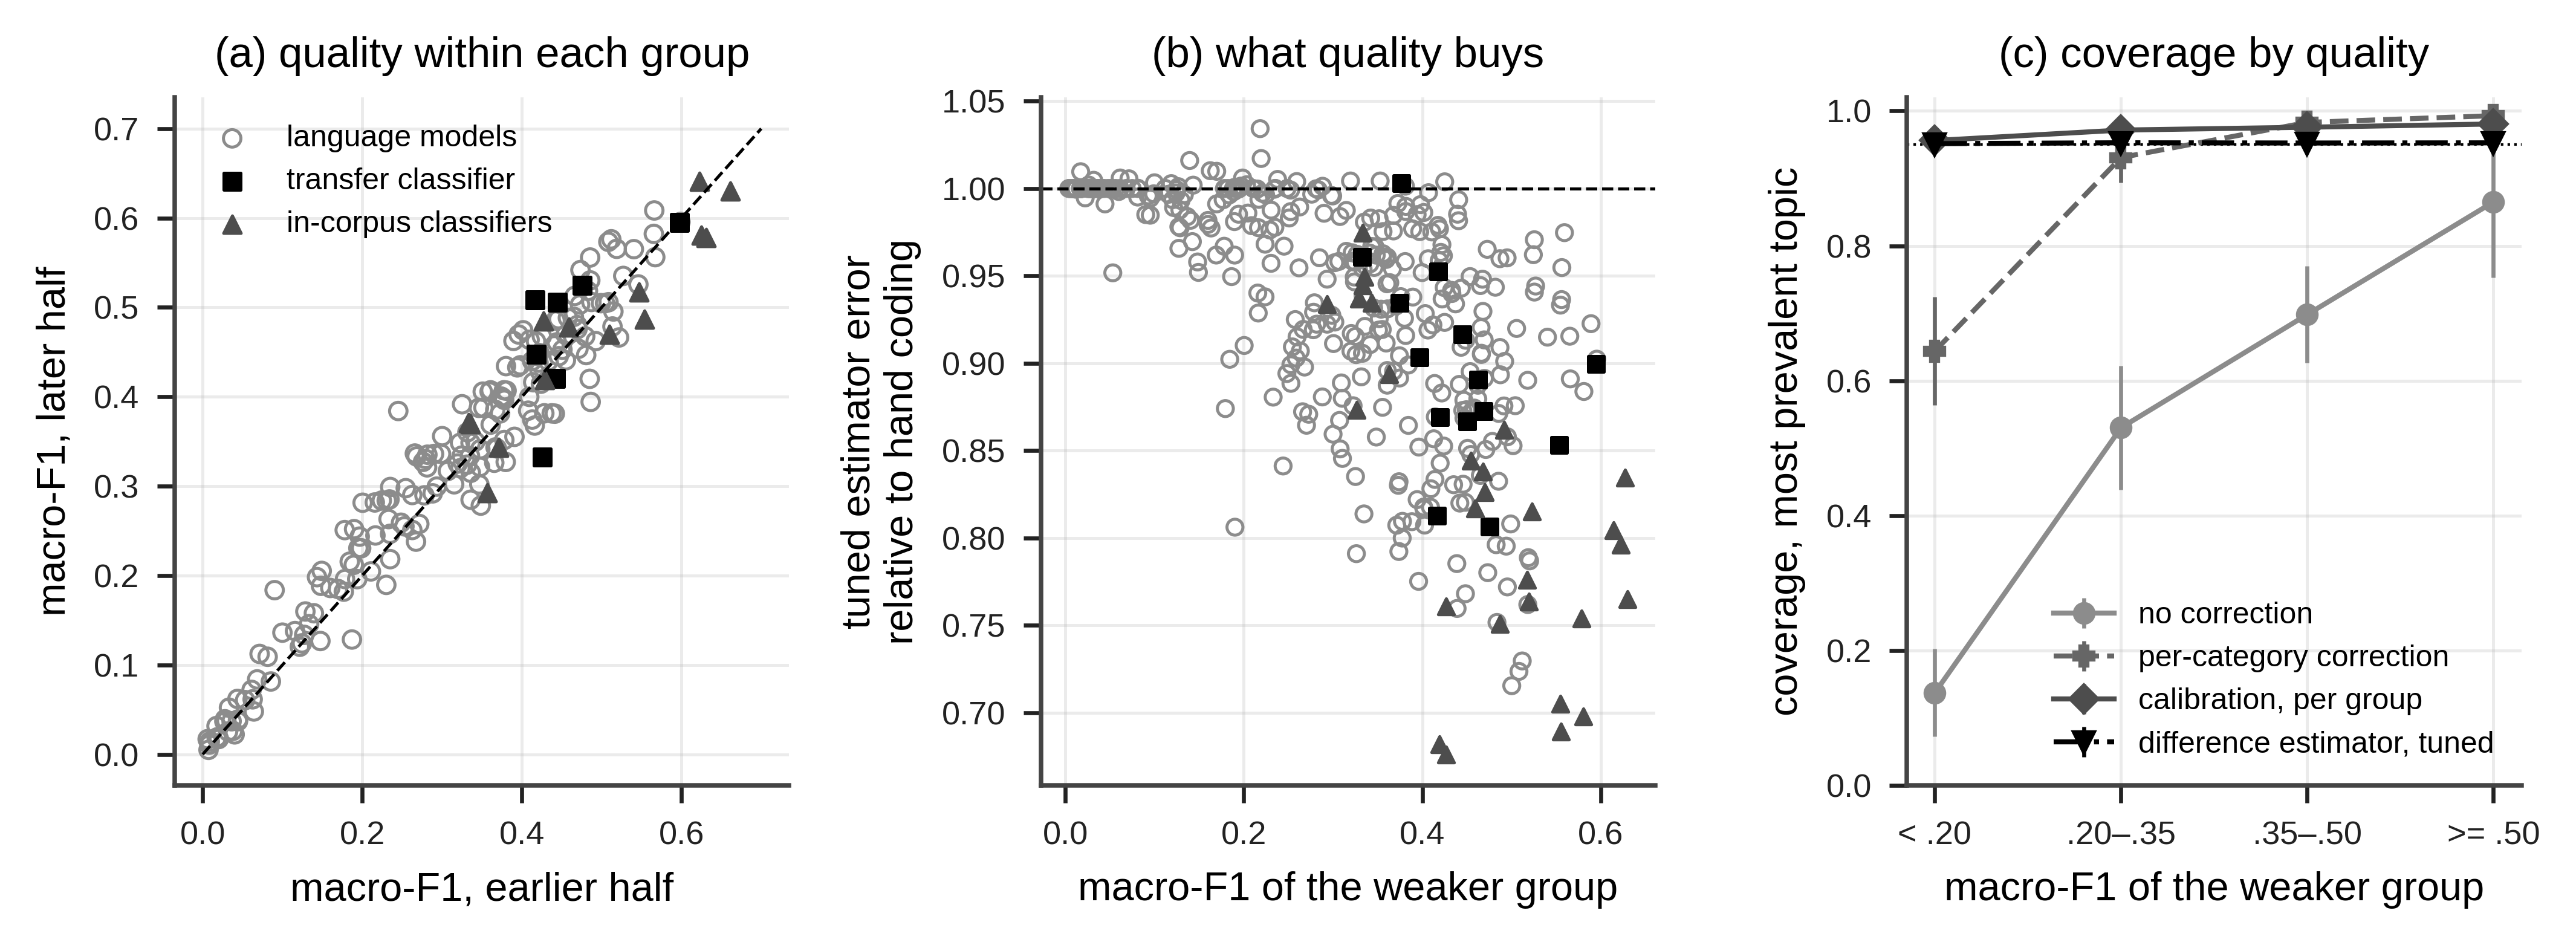 (a) quality within each group
macro-F1, later half
0.7
0.6
0.5
0.4
0.3
0.2
0.1
0.0
language models
transfer classifier
in-corpus classifiers
0.0 0.2 0.4 0.6
macro-F1, earlier half
(b) what quality buys
tuned estimator error
relative to hand coding
1.05
1.00
0.95
0.90
0.85
0.80
0.75
0.70
0.0 0.2 0.4 0.6
macro-F1 of the weaker group
(c) coverage by quality
coverage, most prevalent topic
1.0
0.8
0.6
0.4
0.2
0.0
no correction
per-category correction
calibration, per group
difference estimator, tuned
< .20 .20–.35 .35–.50 >= .50
macro-F1 of the weaker group